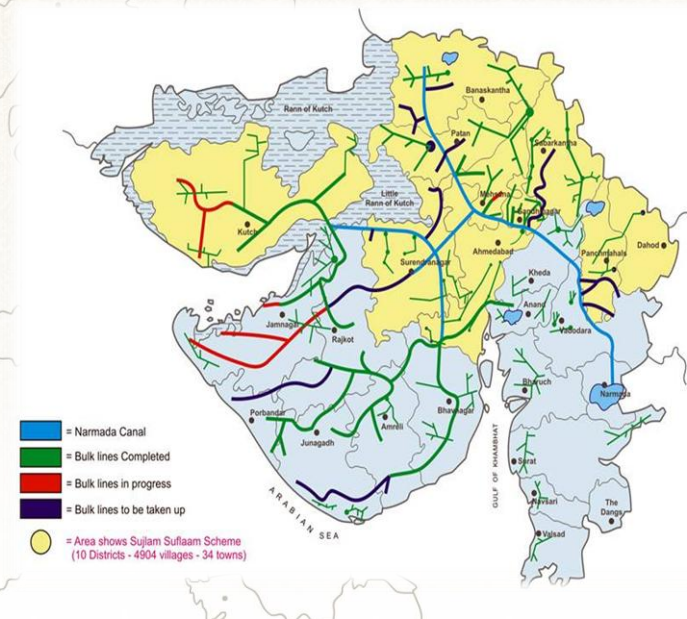 Rann of Kutch
Banaskantha
Patan
Sabarkantha
Little
Rann of Kutch
Mehsana
Gandhinagar
Kutch
Ahmedabad
Panchmahals
Dahod
Surendranagar
Kheda
Anand
Jamnagar
Vadodara
Rajkot
Bharuch
Narmada
Porbandar
Amreli
Bhavnagar
Junagadh
= Narmada Canal
= Bulk lines Completed
= Bulk lines in progress
= Bulk lines to be taken up
GULF OF KHAMBHAT
Surat
Navsari
The
Dangs
Valsad
ARABIAN SEA
= Area shows Sujlam Suflaam Scheme
(10 Districts - 4904 villages - 34 towns)